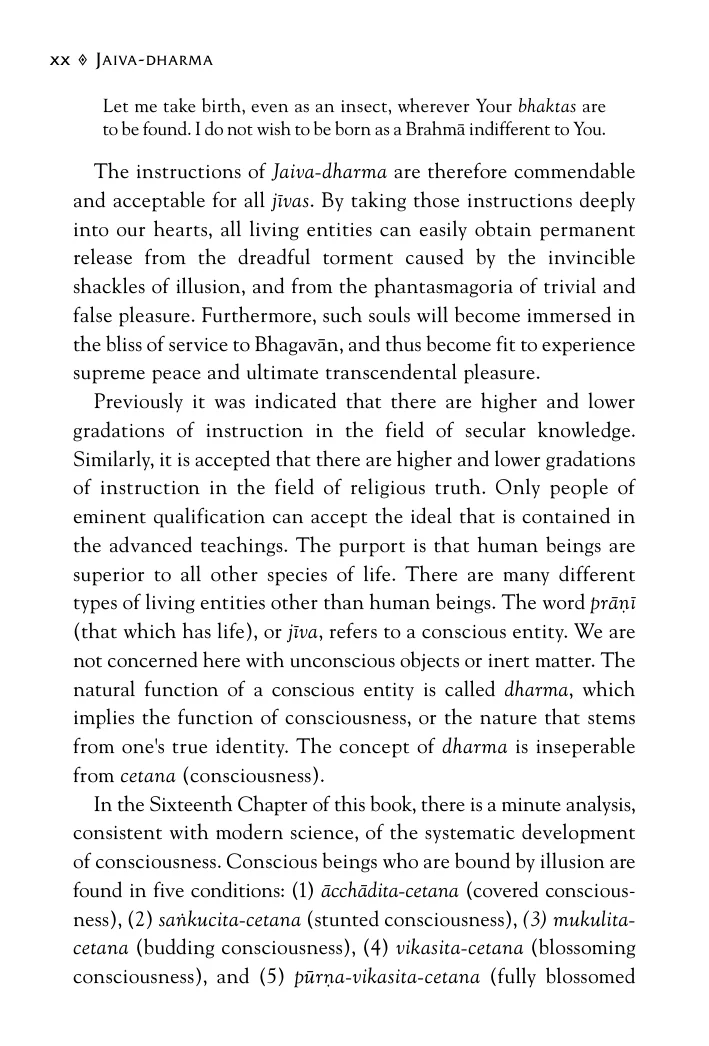 xx ◈ Jaiva-dharma
Let me take birth, even as an insect, wherever Your bhaktas are
to be found. I do not wish to be born as a Brahmā indifferent to You.
The instructions of Jaiva-dharma are therefore commendable
and acceptable for all jīvas. By taking those instructions deeply
into our hearts, all living entities can easily obtain permanent
release from the dreadful torment caused by the invincible
shackles of illusion, and from the phantasmagoria of trivial and
false pleasure. Furthermore, such souls will become immersed in
the bliss of service to Bhagavān, and thus become fit to experience
supreme peace and ultimate transcendental pleasure.
Previously it was indicated that there are higher and lower
gradations of instruction in the field of secular knowledge.
Similarly, it is accepted that there are higher and lower gradations
of instruction in the field of religious truth. Only people of
eminent qualification can accept the ideal that is contained in
the advanced teachings. The purport is that human beings are
superior to all other species of life. There are many different
types of living entities other than human beings. The word prāṇī
(that which has life), or jīva, refers to a conscious entity. We are
not concerned here with unconscious objects or inert matter. The
natural function of a conscious entity is called dharma, which
implies the function of consciousness, or the nature that stems
from one's true identity. The concept of dharma is inseperable
from cetana (consciousness).
In the Sixteenth Chapter of this book, there is a minute analysis,
consistent with modern science, of the systematic development
of consciousness. Conscious beings who are bound by illusion are
found in five conditions: (1) ācchādita-cetana (covered conscious-
ness), (2) saṅkucita-cetana (stunted consciousness), (3) mukulita-
cetana (budding consciousness), (4) vikasita-cetana (blossoming
consciousness), and (5) pūrṇa-vikasita-cetana (fully blossomed